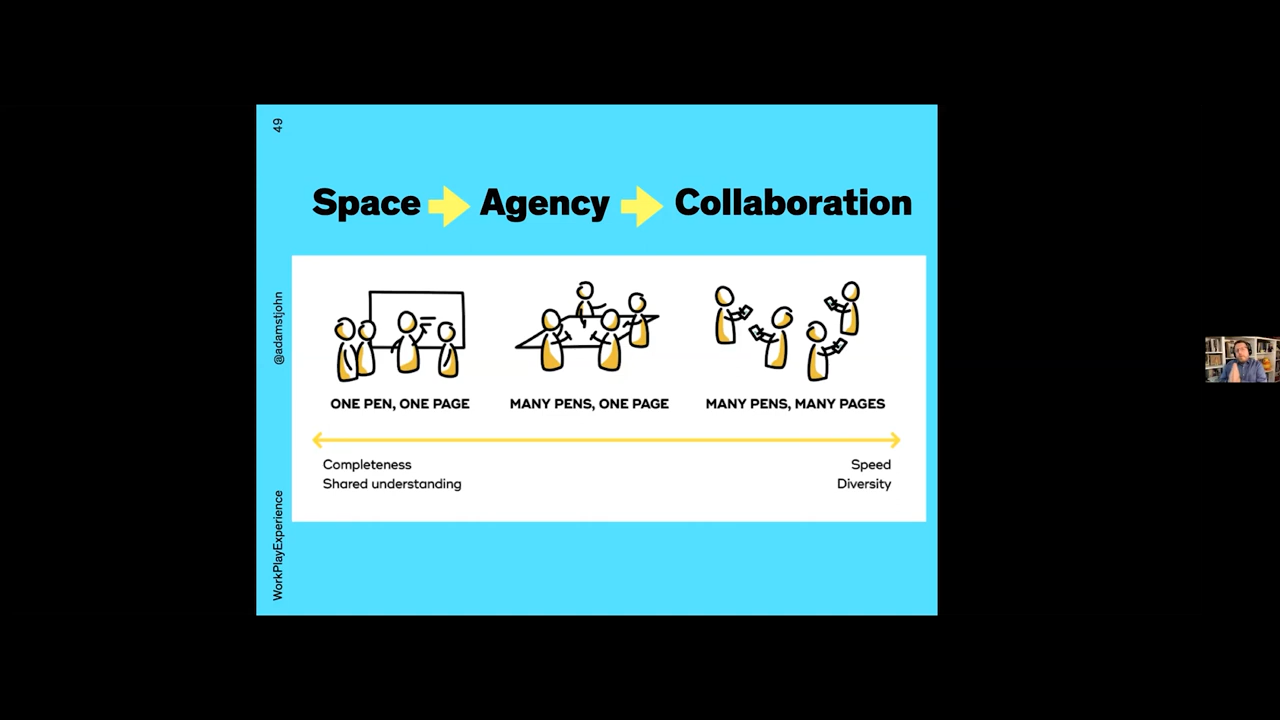 49
Space Agency Collaboration
ONE PEN, ONE PAGE
MANY PENS, ONE PAGE
MANY PENS, MANY PAGES
Completeness
Shared understanding
Speed
Diversity
@adamstjohn
WorkPlayExperience